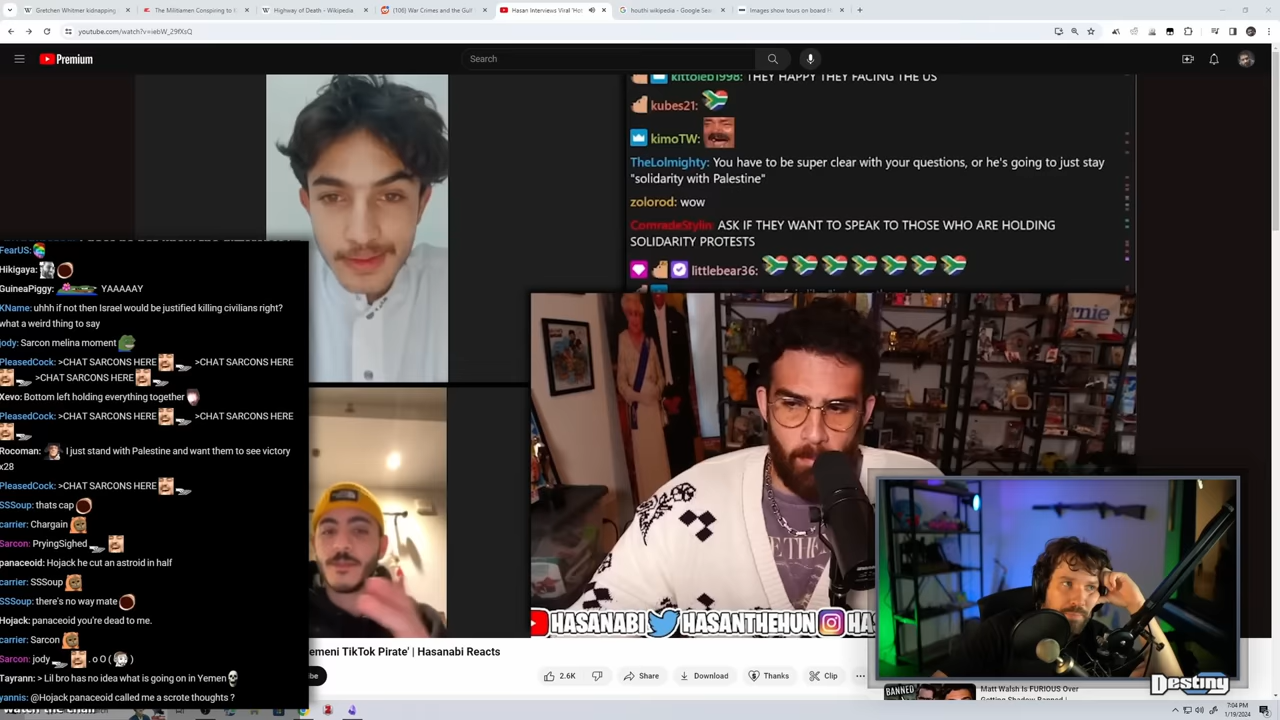 Gretchen Whitmer kidnapping
The Militiamen Conspiring to
Highway of Death - Wikipedia
(106) War Crimes and the Gulf
Hasan Interviews Viral 'Hot
houthi wikipedia - Google Sea
Images show tours on board H
youtube.com/watch?v=iebW_29fXsQ
Premium
Search
kittoleb1998: THEY HAPPY THEY FACING THE US
kubes21:
kimoTW:
TheLolmighty: You have to be super clear with your questions, or he's going to just stay
"solidarity with Palestine"
zolorod: wow
ComradeStylin: ASK IF THEY WANT TO SPEAK TO THOSE WHO ARE HOLDING
SOLIDARITY PROTESTS
littlebear36:
FearUS:
Hikigaya:
GuineaPiggy: YAAAAAY
KName: uhhh if not then Israel would be justified killing civilians right?
what a weird thing to say
jody: Sarcon melina moment
PleasedCock: >CHAT SARCONS HERE >CHAT SARCONS HERE
>CHAT SARCONS HERE
Xevo: Bottom left holding everything together
PleasedCock: >CHAT SARCONS HERE >CHAT SARCONS HERE
Rocoman: I just stand with Palestine and want them to see victory
x28
PleasedCock: >CHAT SARCONS HERE
SSSoup: thats cap
carrier: Chargain
Sarcon: PryingSighed
panaceoid: Hojack he cut an astroid in half
carrier: SSSoup
SSSoup: there's no way mate
Hojack: panaceoid you're dead to me.
carrier: Sarcon
Sarcon: jody . o O ( )
Tayrann: > Lil bro has no idea what is going on in Yemen
yannis: @Hojack panaceoid called me a scrote thoughts ?
HASANABI
HASANTHEHUN
HASA
emeni TikTok Pirate' | Hasanabi Reacts
be
2.6K
Share
Download
Thanks
Clip
BANNED
Matt Walsh Is FURIOUS Over
Getting Shadow Banned |
Destiny
7:04 PM
1/19/2024